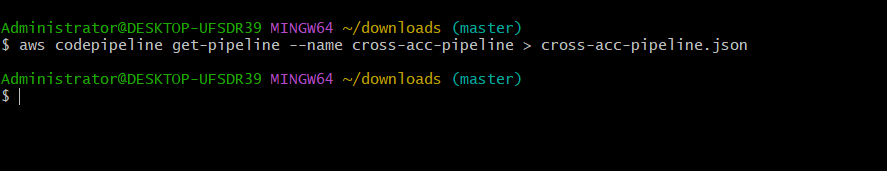 Administrator@DESKTOP-UFSDR39 MINGW64 ~/downloads (master)
$ aws codepipeline get-pipeline --name cross-acc-pipeline > cross-acc-pipeline.json
Administrator@DESKTOP-UFSDR39 MINGW64 ~/downloads (master)
$